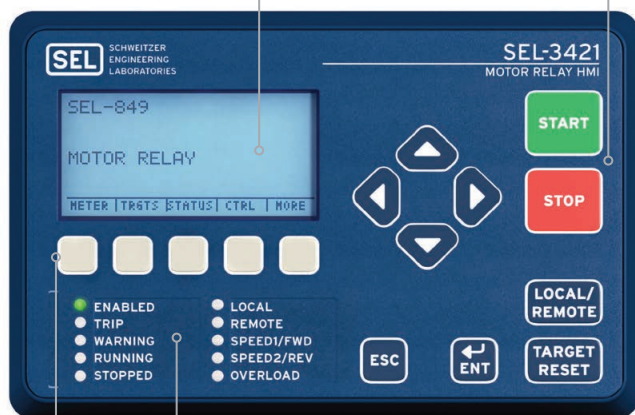 SEL
SCHWEITZER
ENGINEERING
LABORATORIES
SEL-3421
MOTOR RELAY HMI
SEL-849
MOTOR RELAY
METER | TRGTS | STATUS | CTRL | MORE
START
STOP
ENABLED
TRIP
WARNING
RUNNING
STOPPED
LOCAL
REMOTE
SPEED1/FWD
SPEED2/REV
OVERLOAD
ESC
ENT
LOCAL/
REMOTE
TARGET
RESET